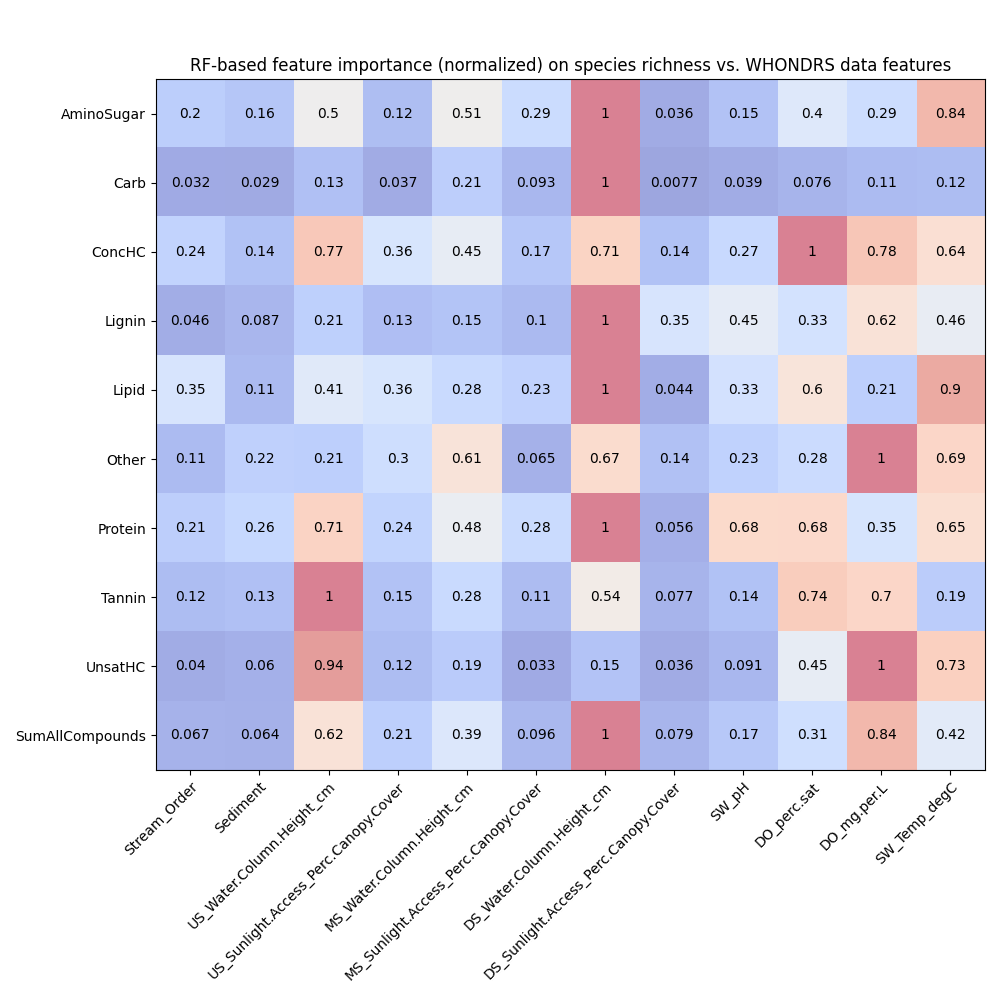 RF-based feature importance (normalized) on species richness vs. WHONDRS data features
AminoSugar 0.2 0.16 0.5 0.12 0.51 0.29 1 0.036 0.15 0.4 0.29 0.84
Carb 0.032 0.029 0.13 0.037 0.21 0.093 1 0.0077 0.039 0.076 0.11 0.12
ConcHC 0.24 0.14 0.77 0.36 0.45 0.17 0.71 0.14 0.27 1 0.78 0.64
Lignin 0.046 0.087 0.21 0.13 0.15 0.1 1 0.35 0.45 0.33 0.62 0.46
Lipid 0.35 0.11 0.41 0.36 0.28 0.23 1 0.044 0.33 0.6 0.21 0.9
Other 0.11 0.22 0.21 0.3 0.61 0.065 0.67 0.14 0.23 0.28 1 0.69
Protein 0.21 0.26 0.71 0.24 0.48 0.28 1 0.056 0.68 0.68 0.35 0.65
Tannin 0.12 0.13 1 0.15 0.28 0.11 0.54 0.077 0.14 0.74 0.7 0.19
UnsatHC 0.04 0.06 0.94 0.12 0.19 0.033 0.15 0.036 0.091 0.45 1 0.73
SumAllCompounds 0.067 0.064 0.62 0.21 0.39 0.096 1 0.079 0.17 0.31 0.84 0.42
Stream_Order
Sediment
US_Water.Column.Height_cm
US_Sunlight.Access_Perc.Canopy.Cover
MS_Water.Column.Height_cm
MS_Sunlight.Access_Perc.Canopy.Cover
DS_Water.Column.Height_cm
DS_Sunlight.Access_Perc.Canopy.Cover
SW_pH
DO_perc.sat
DO_mg.per.L
SW_Temp_degC